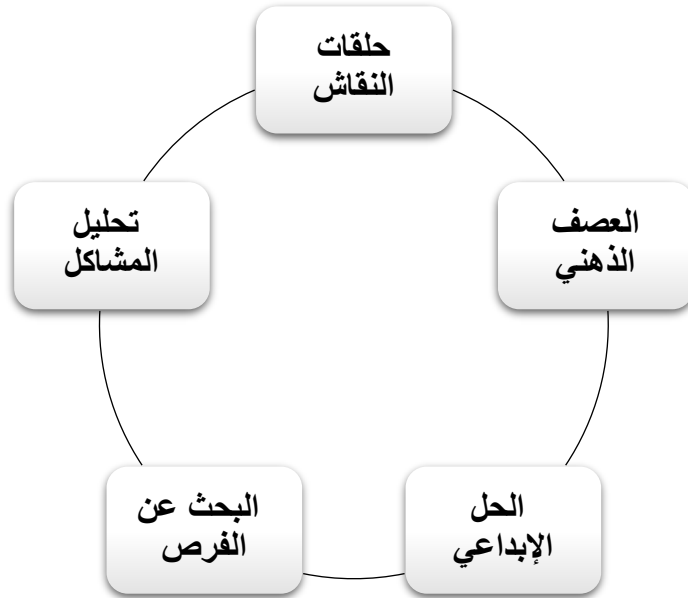 حلقات
النقاش
العصف
الذهني
الحل
الإبداعي
البحث عن
الفرص
تحليل
المشاكل